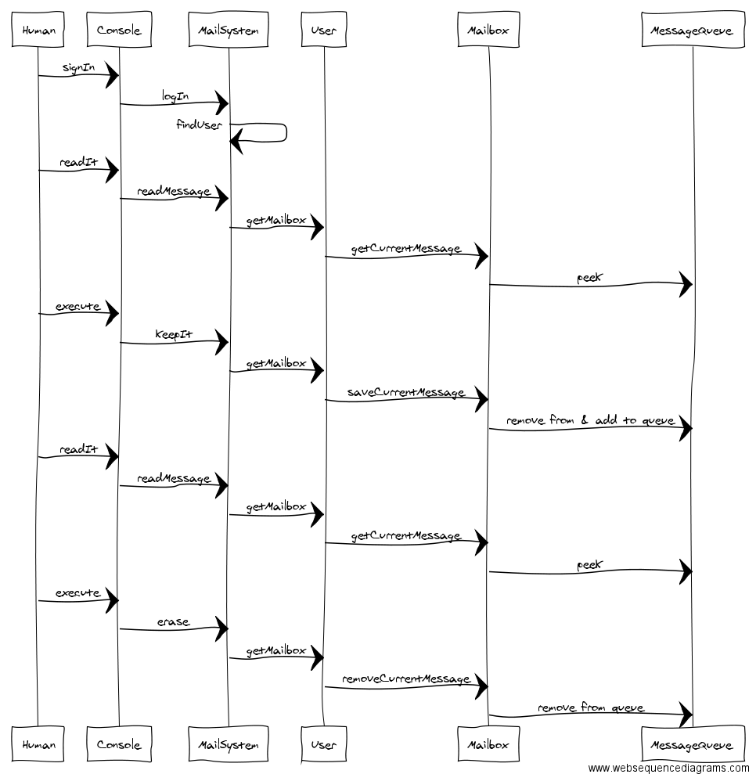 Human Console MailSystem User Mailbox MessageQueue
signIn
logIn
findUser
readIt
readMessage
getMailbox
getCurrentMessage
peek
execute
keepIt
getMailbox
saveCurrentMessage
remove from & add to queue
readIt
readMessage
getMailbox
getCurrentMessage
peek
execute
erase
getMailbox
removeCurrentMessage
remove from queue
Human Console MailSystem User Mailbox MessageQueue
www.websequencediagrams.com